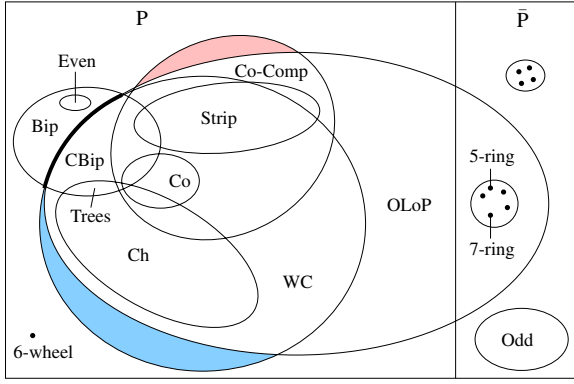 P
P̄
Even
Co-Comp
Bip
Strip
CBip
5-ring
Co
OLoP
Trees
7-ring
Ch
WC
6-wheel
Odd